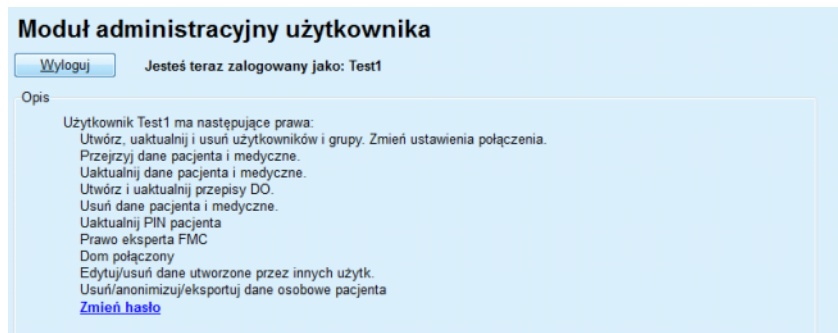 Moduł administracyjny użytkownika
Wyloguj Jesteś teraz zalogowany jako: Test1
Opis
Użytkownik Test1 ma następujące prawa:
Utwórz, uaktualnij i usuń użytkowników i grupy. Zmień ustawienia połączenia.
Przejrzyj dane pacjenta i medyczne.
Uaktualnij dane pacjenta i medyczne.
Utwórz i uaktualnij przepisy DO.
Usuń dane pacjenta i medyczne.
Uaktualnij PIN pacjenta
Prawo eksperta FMC
Dom połączony
Edytuj/usuń dane utworzone przez innych użytk.
Usuń/anonimizuj/eksportuj dane osobowe pacjenta
Zmień hasło